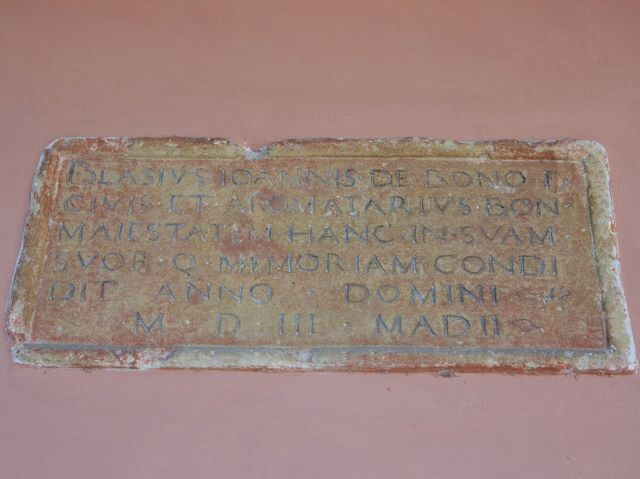 BLASIVS IOANNIS DE BONO
CIVIS · ET AROMATARIVS · BON ·
MAIESTATEM · HANC · IN · SVAM
SVOR · Q · MEMORIAM · CONDI
DIT ANNO · DOMINI
M D III · MADII